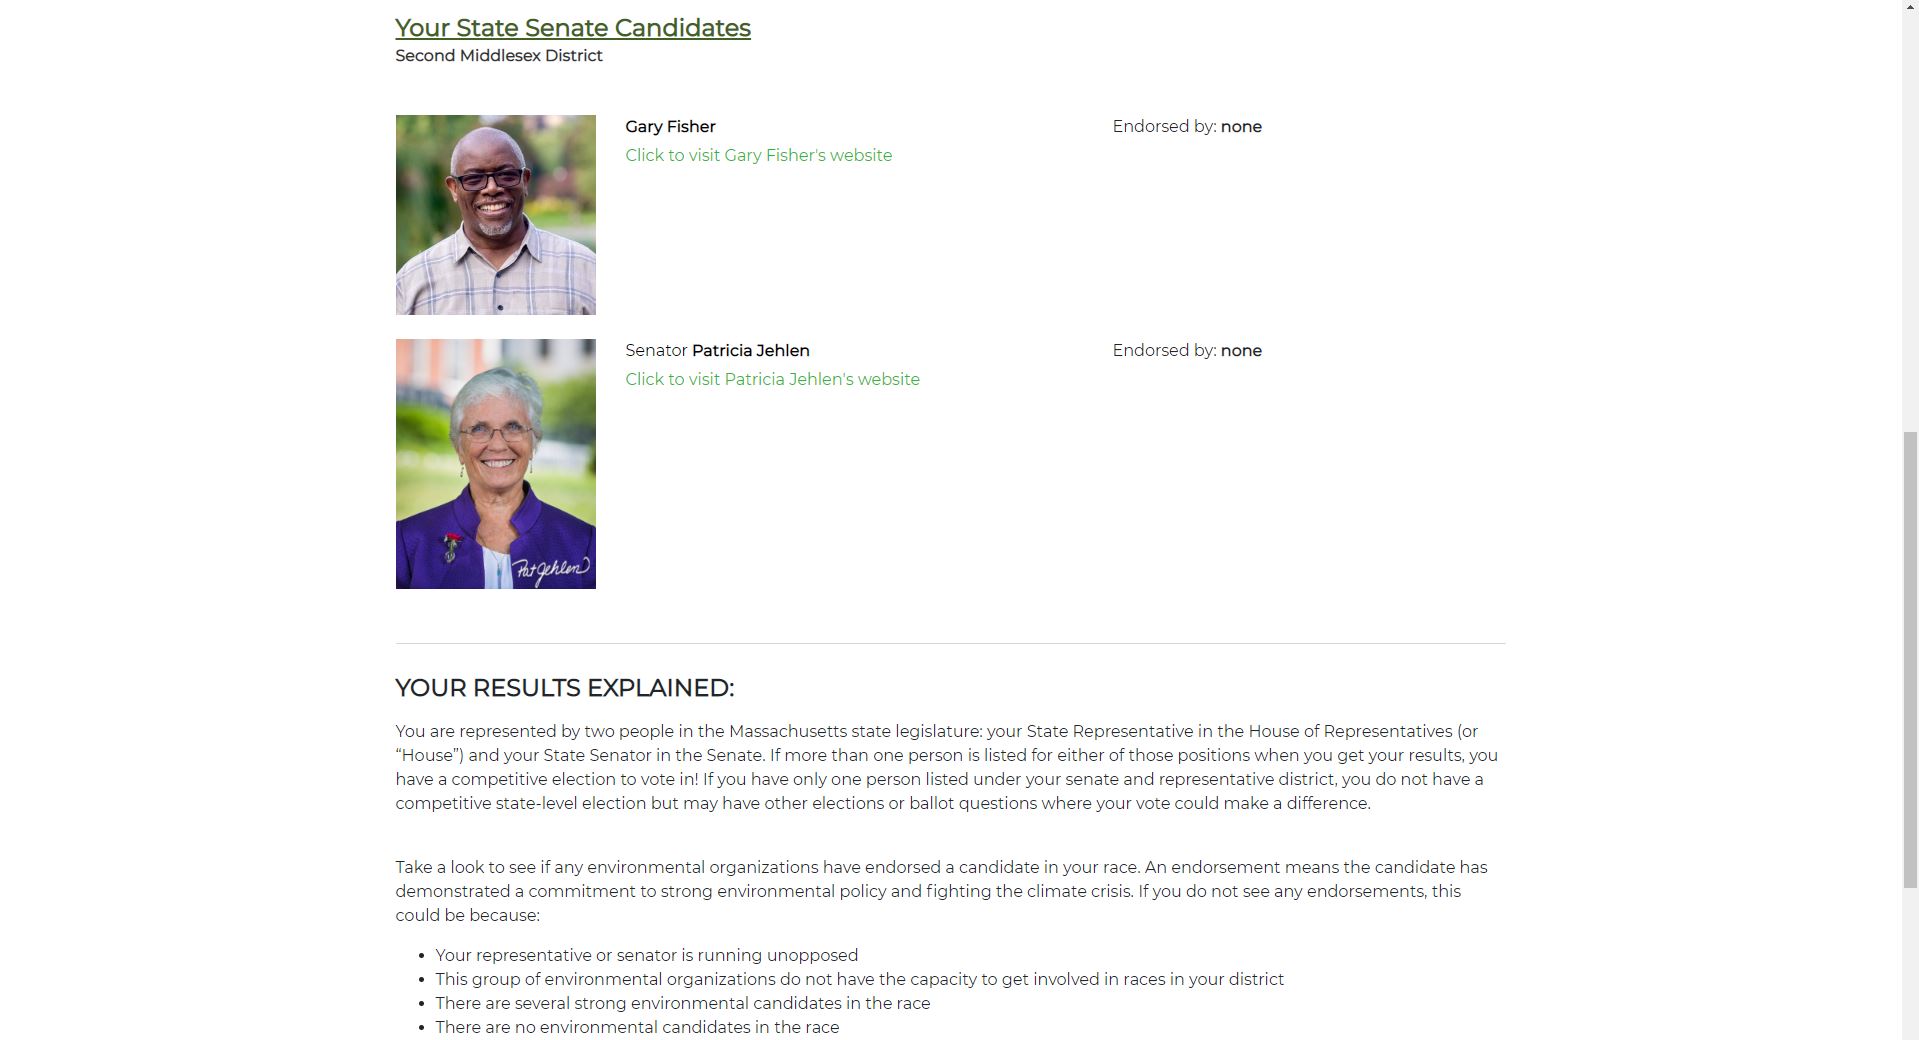 Your State Senate Candidates
Second Middlesex District
Gary Fisher
Click to visit Gary Fisher's website
Endorsed by: none
Senator Patricia Jehlen
Click to visit Patricia Jehlen's website
Endorsed by: none
Pat Jehlen
YOUR RESULTS EXPLAINED:
You are represented by two people in the Massachusetts state legislature: your State Representative in the House of Representatives (or
“House”) and your State Senator in the Senate. If more than one person is listed for either of those positions when you get your results, you
have a competitive election to vote in! If you have only one person listed under your senate and representative district, you do not have a
competitive state-level election but may have other elections or ballot questions where your vote could make a difference.
Take a look to see if any environmental organizations have endorsed a candidate in your race. An endorsement means the candidate has
demonstrated a commitment to strong environmental policy and fighting the climate crisis. If you do not see any endorsements, this
could be because:
• Your representative or senator is running unopposed
• This group of environmental organizations do not have the capacity to get involved in races in your district
• There are several strong environmental candidates in the race
• There are no environmental candidates in the race